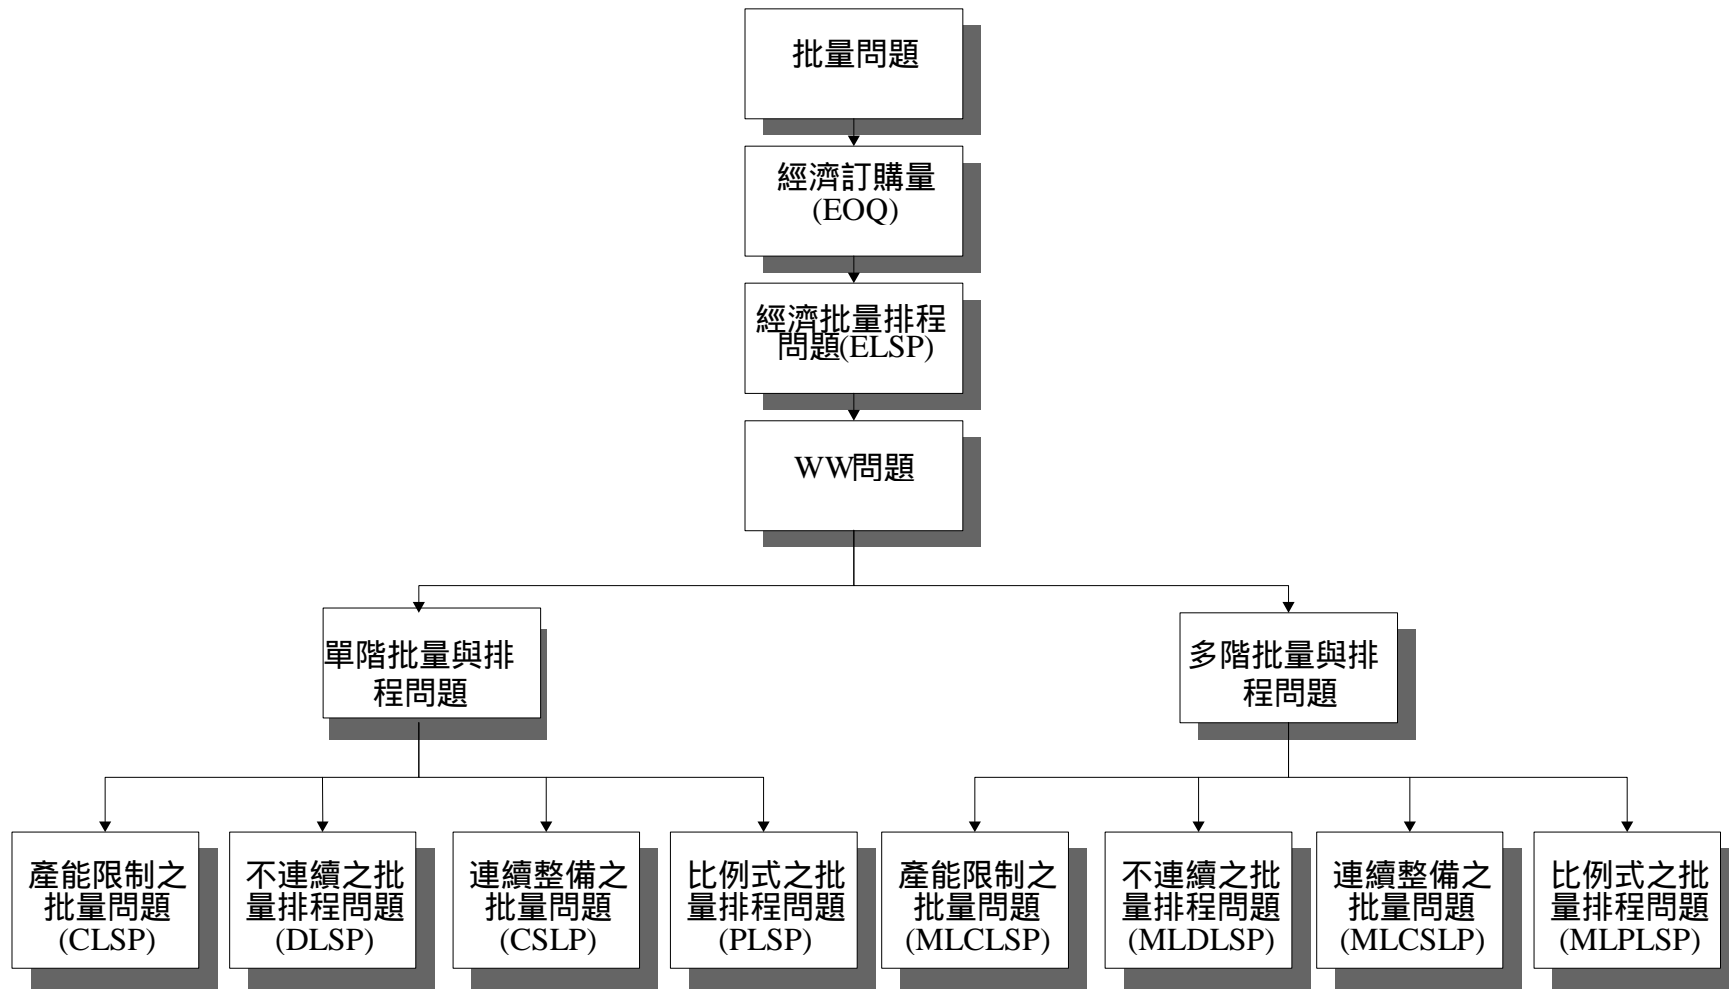 批量問題
經濟訂購量
(EOQ)
經濟批量排程
問題(ELSP)
WW問題
單階批量與排
程問題
多階批量與排
程問題
產能限制之
批量問題
(CLSP)
不連續之批
量排程問題
(DLSP)
連續整備之
批量問題
(CSLP)
比例式之批
量排程問題
(PLSP)
產能限制之
批量問題
(MLCLSP)
不連續之批
量排程問題
(MLDLSP)
連續整備之
批量問題
(MLCSLP)
比例式之批
量排程問題
(MLPLSP)